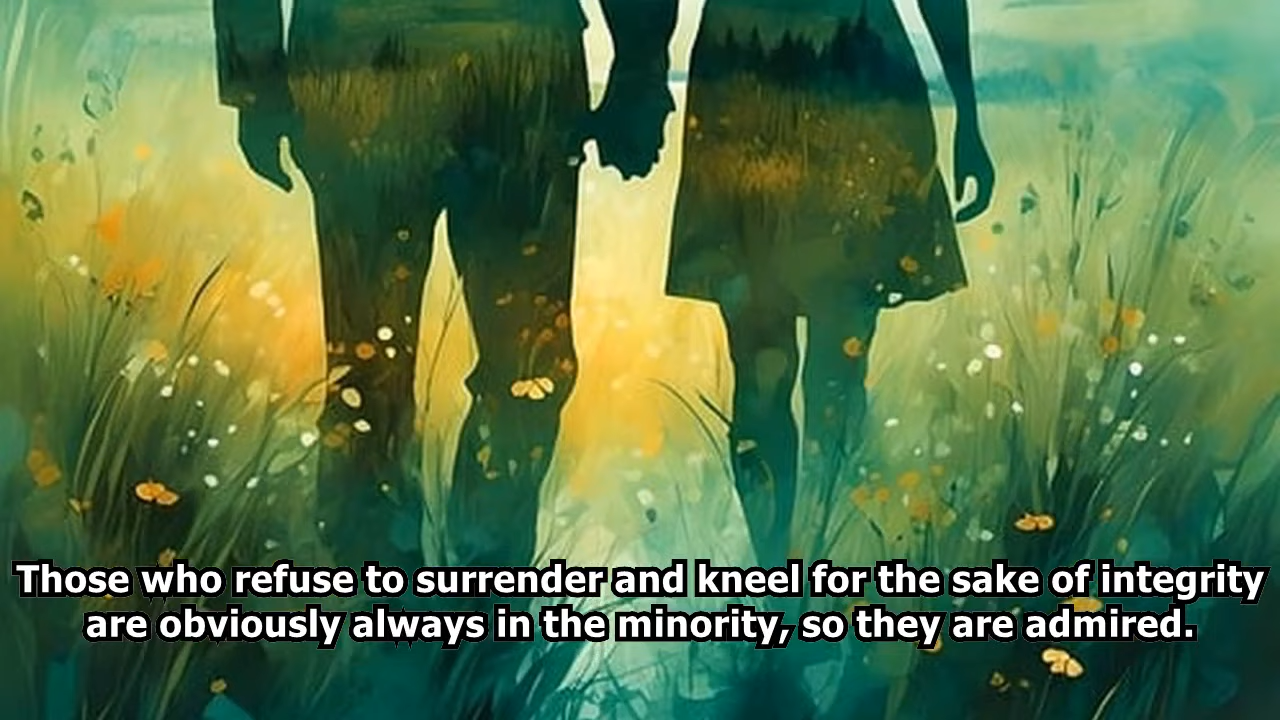 Those who refuse to surrender and kneel for the sake of integrity
are obviously always in the minority, so they are admired.